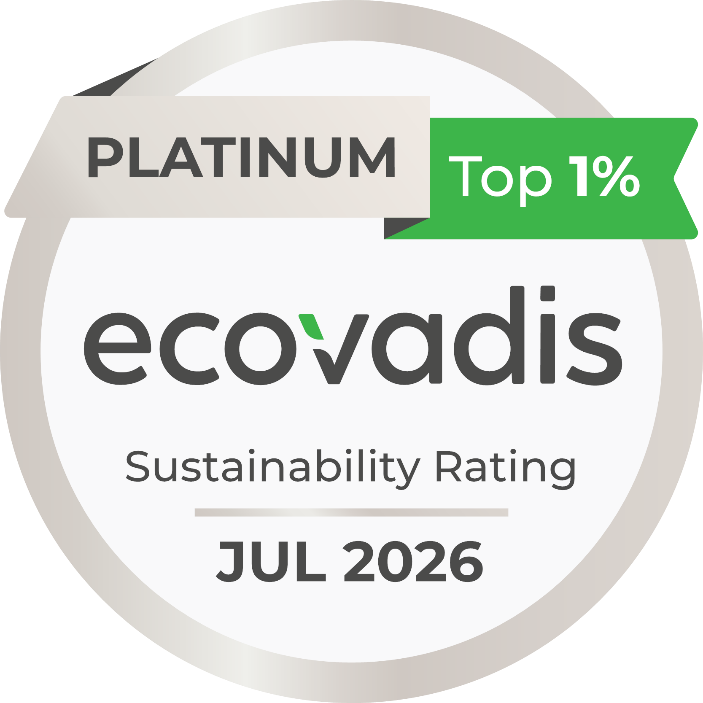 PLATINUM
Top 1%
ecovadis
Sustainability Rating
JUL 2026